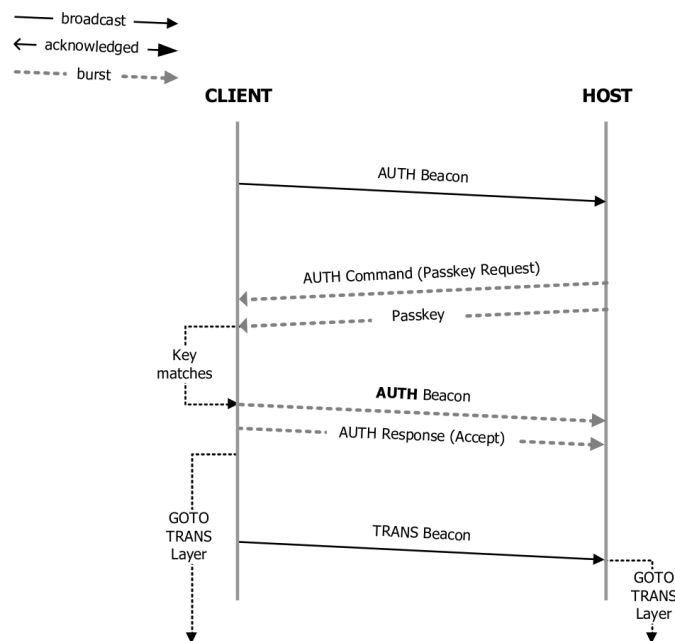 broadcast
acknowledged
burst
CLIENT
HOST
AUTH Beacon
AUTH Command (Passkey Request)
Passkey
Key
matches
AUTH Beacon
AUTH Response (Accept)
GOTO
TRANS
Layer
TRANS Beacon
GOTO
TRANS
Layer